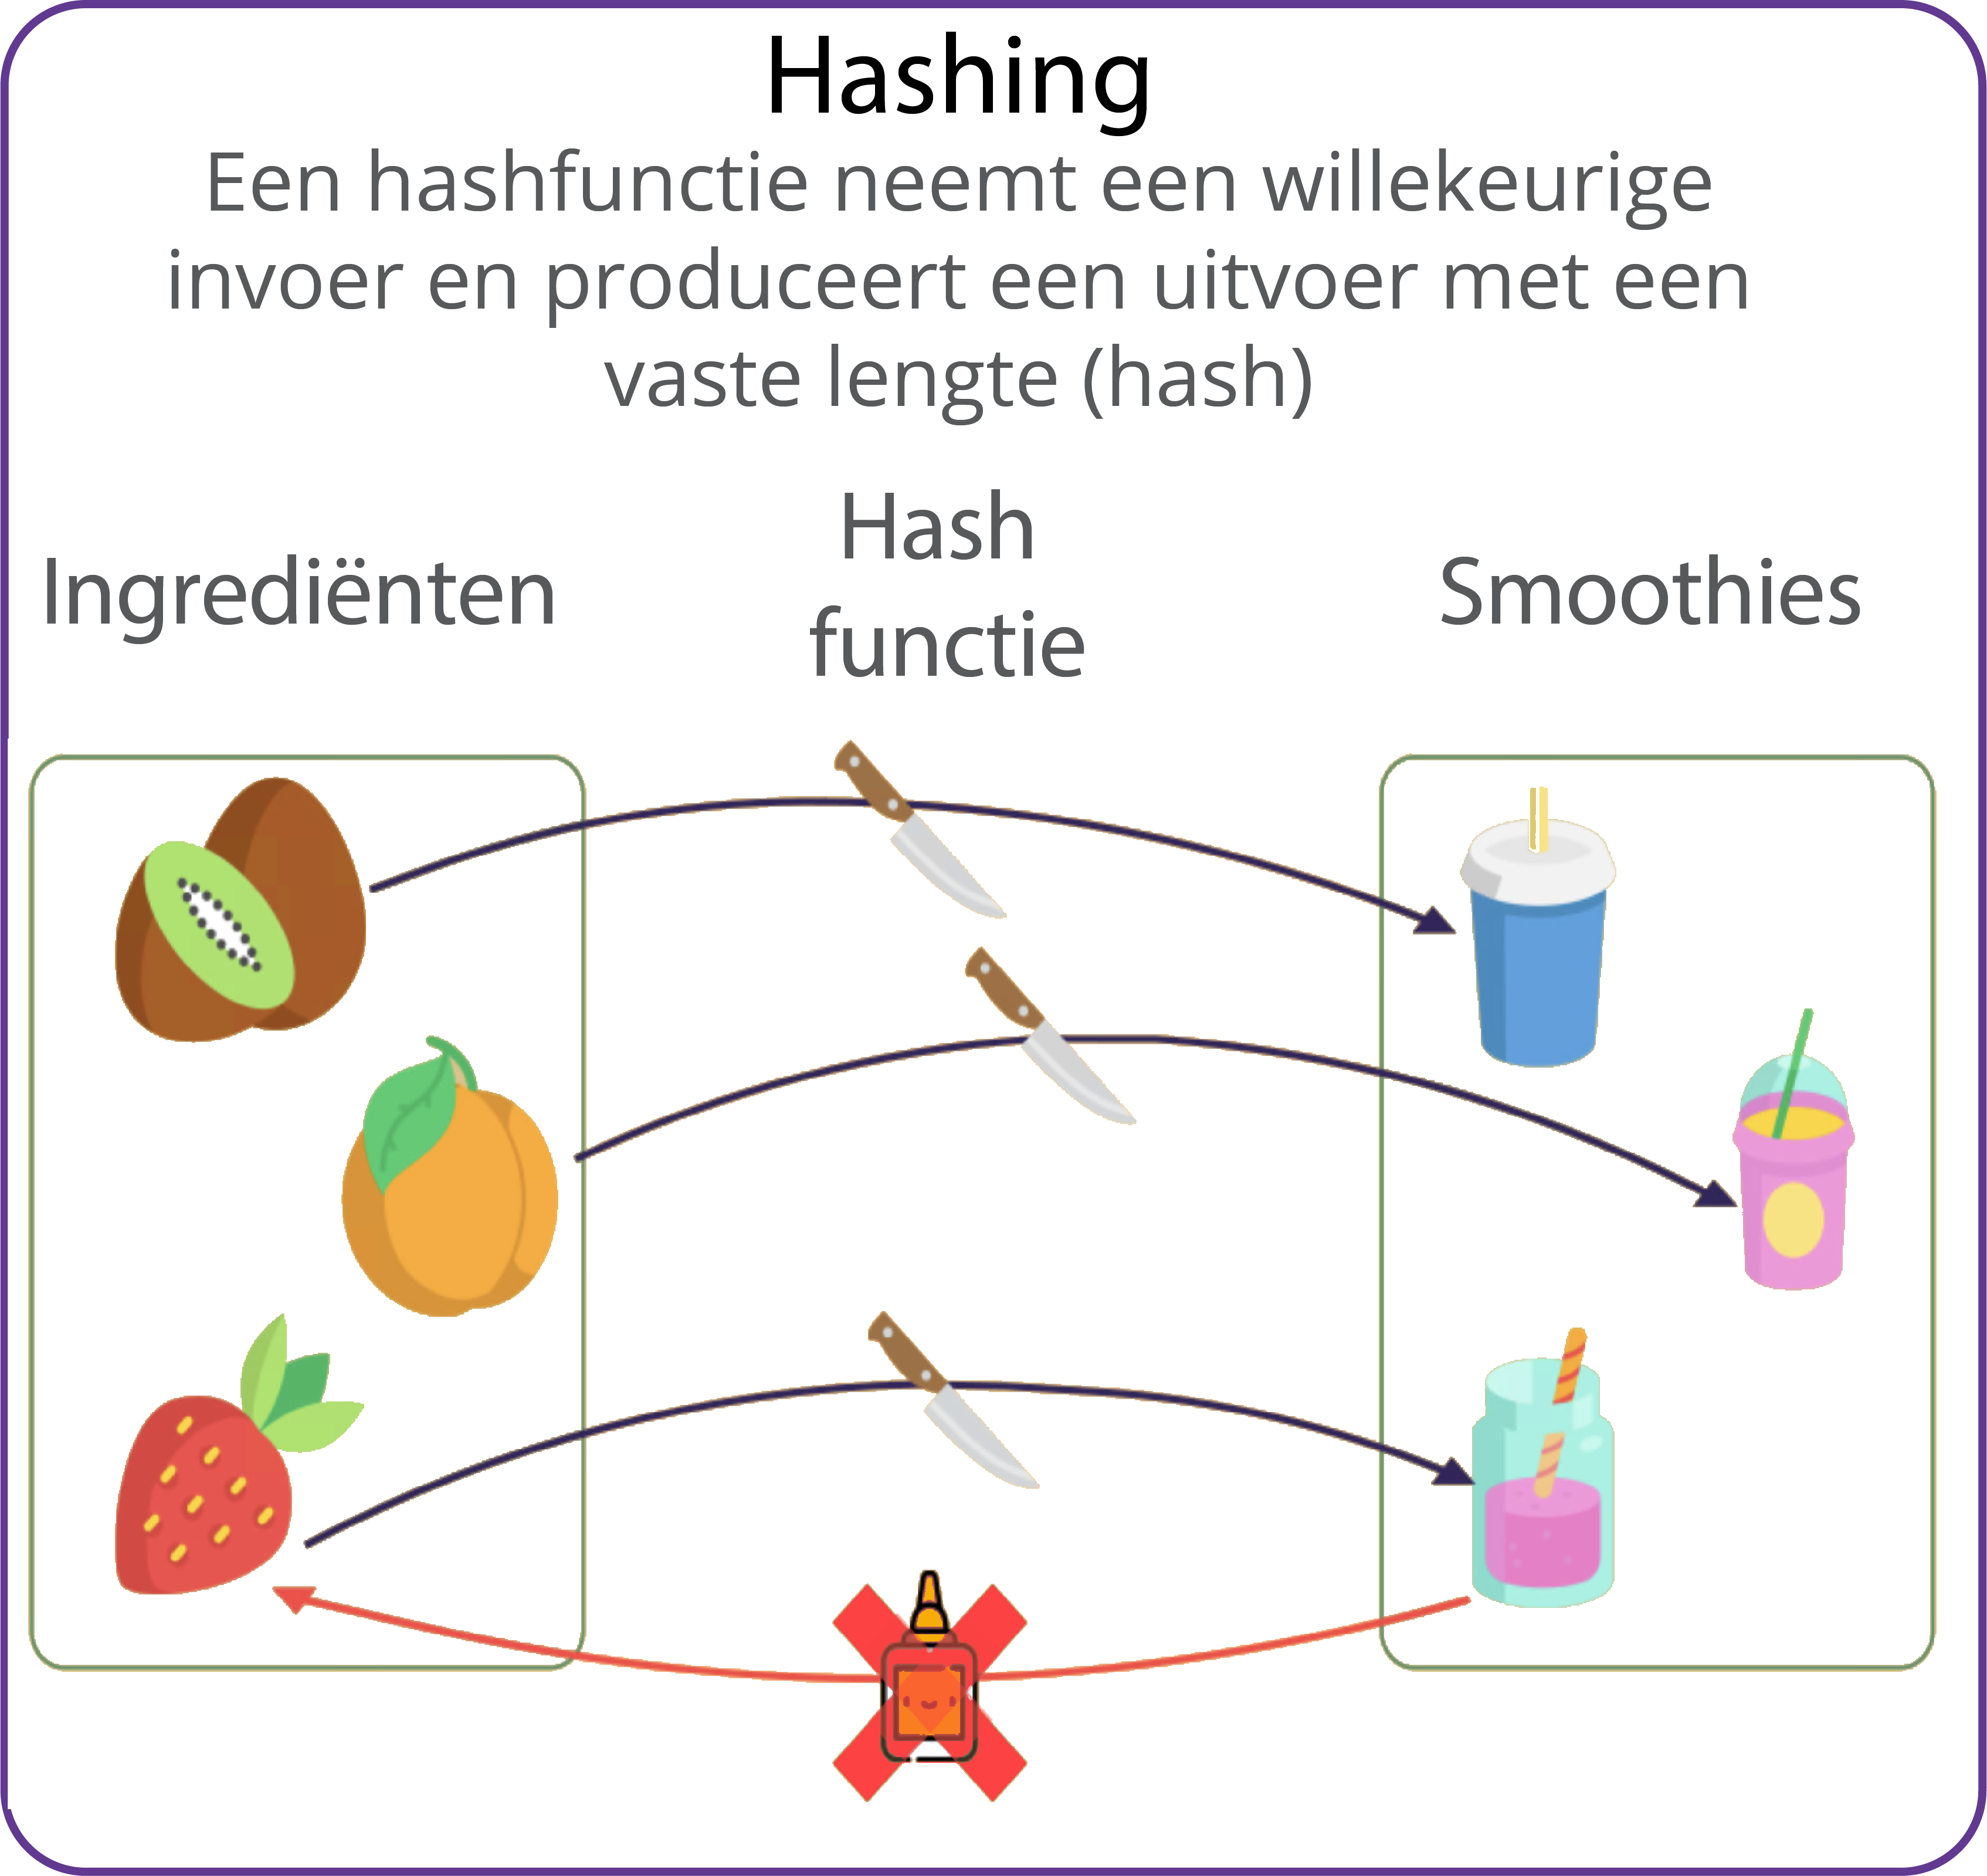 Hashing
Een hashfunctie neemt een willekeurige
invoer en produceert een uitvoer met een
vaste lengte (hash)
Ingrediënten
Hash
functie
Smoothies